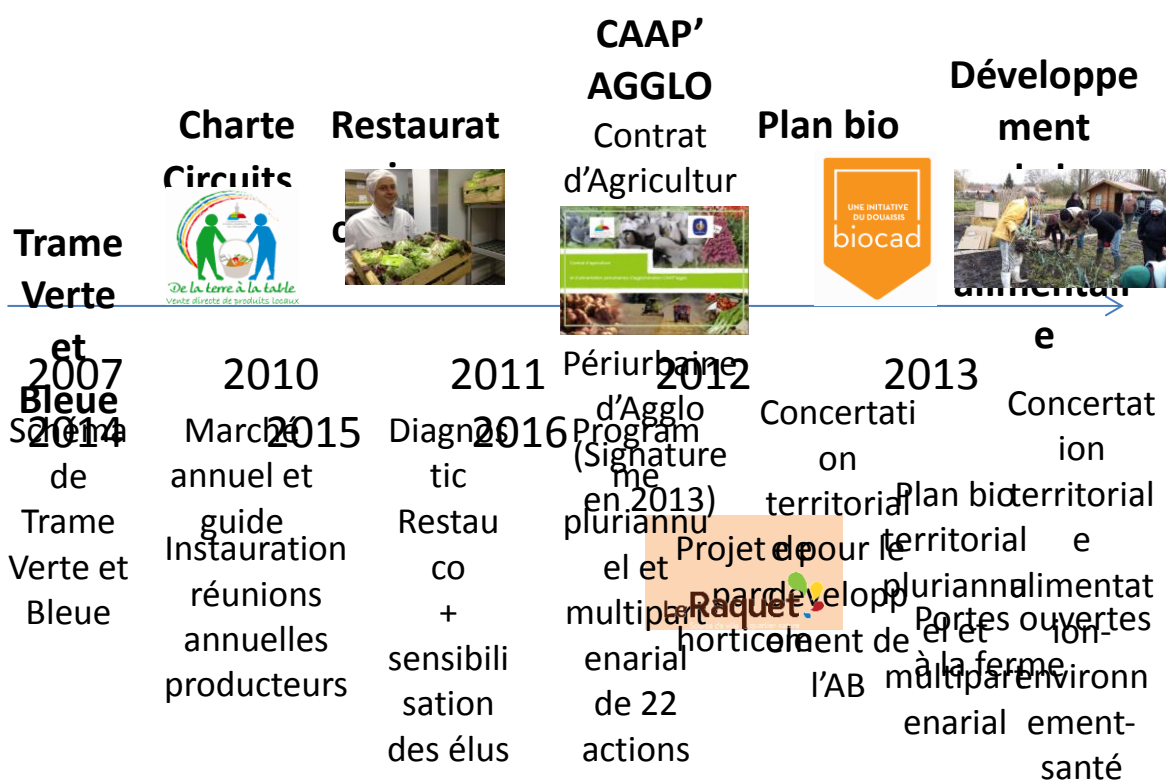 Trame
Verte
et
Bleue
Charte
Circuits
De la terre à la table
vente directe de produits locaux
Restaurat
CAAP’
AGGLO
Contrat
d’Agricultur
Périurbaine
d’Agglo
(Signature
en 2013)
Plan bio
UNE INITIATIVE
DU DOUAISIS
biocad
Développe
ment
alimentair
e
2007 2010 2011 2012 2013
2014 2015 2016
Schéma
de
Trame
Verte et
Bleue
Marché
annuel et
guide
Instauration
réunions
annuelles
producteurs
Diagnos
tic
Restau
co
+
sensibili
sation
des élus
Program
me
pluriannu
el et
multipart
enarial
de 22
actions
Projet de
parc
horticole
Le Raquet
Concertati
on
territorial
e pour le
développ
ement de
l’AB
Plan bio
territorial
pluriannu
el et
multipart
enarial
Portes ouvertes
à la ferme
Concertat
ion
territorial
e
alimentat
ion-
environn
ement-
santé